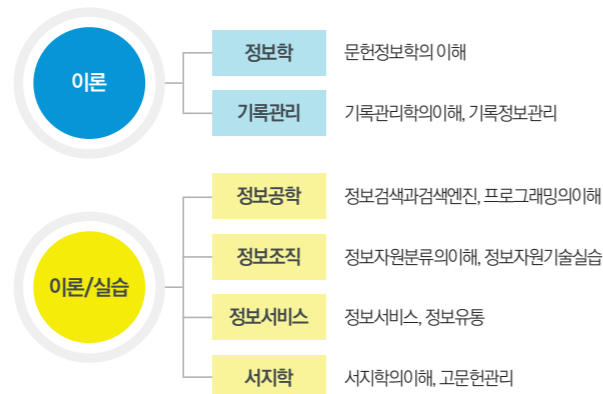 이론
정보학 문헌정보학의 이해
기록관리 기록관리학의이해, 기록정보관리
이론/실습
정보공학 정보검색과검색엔진, 프로그래밍의이해
정보조직 정보자원분류의이해, 정보자원기술실습
정보서비스 정보서비스, 정보유통
서지학 서지학의이해, 고문헌관리